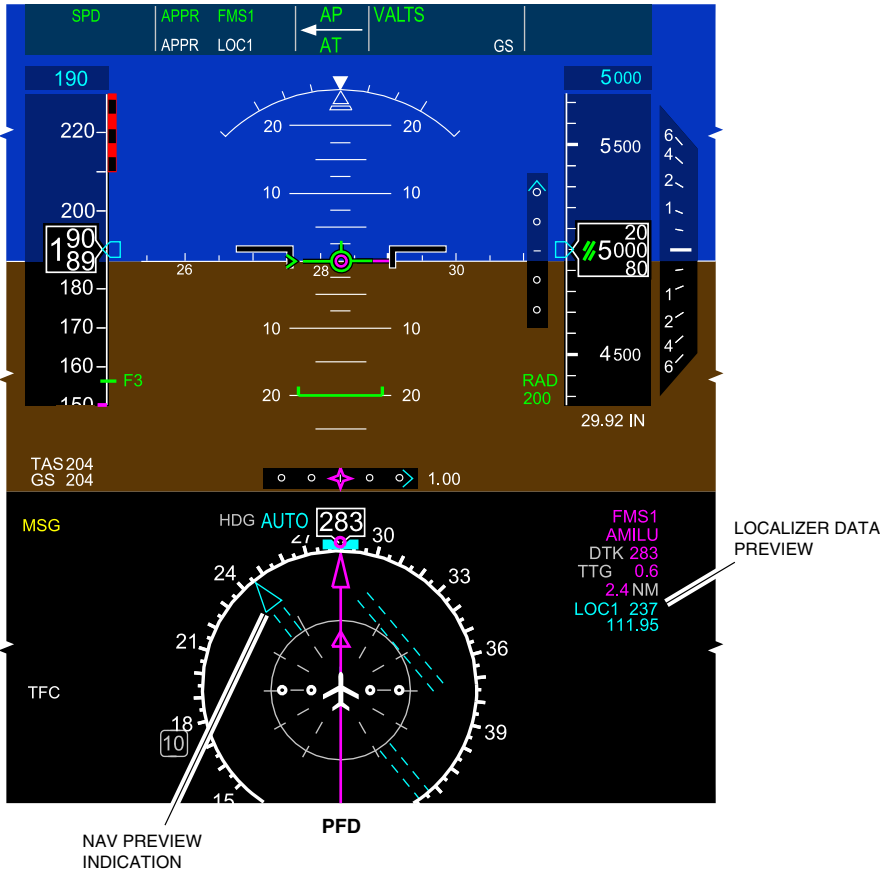 SPD APPR FMS1 AP VALTS
APPR LOC1 AT GS
190 5000
220 20 20 5500 6
4
2
200 10 10 1
190 20
89 5000
26 28 30 80
180
170 10 10 1
2
160 4500 4
F3 6
150 20 20 RAD
200
29.92 IN
TAS 204
GS 204 1.00
MSG HDG AUTO 283 FMS1
AMILU
DTK 283
TTG 0.6
2.4 NM
LOC1 237
111.95
LOCALIZER DATA
PREVIEW
27 30
24 33
21 36
TFC
18 39
10
15
PFD
NAV PREVIEW
INDICATION